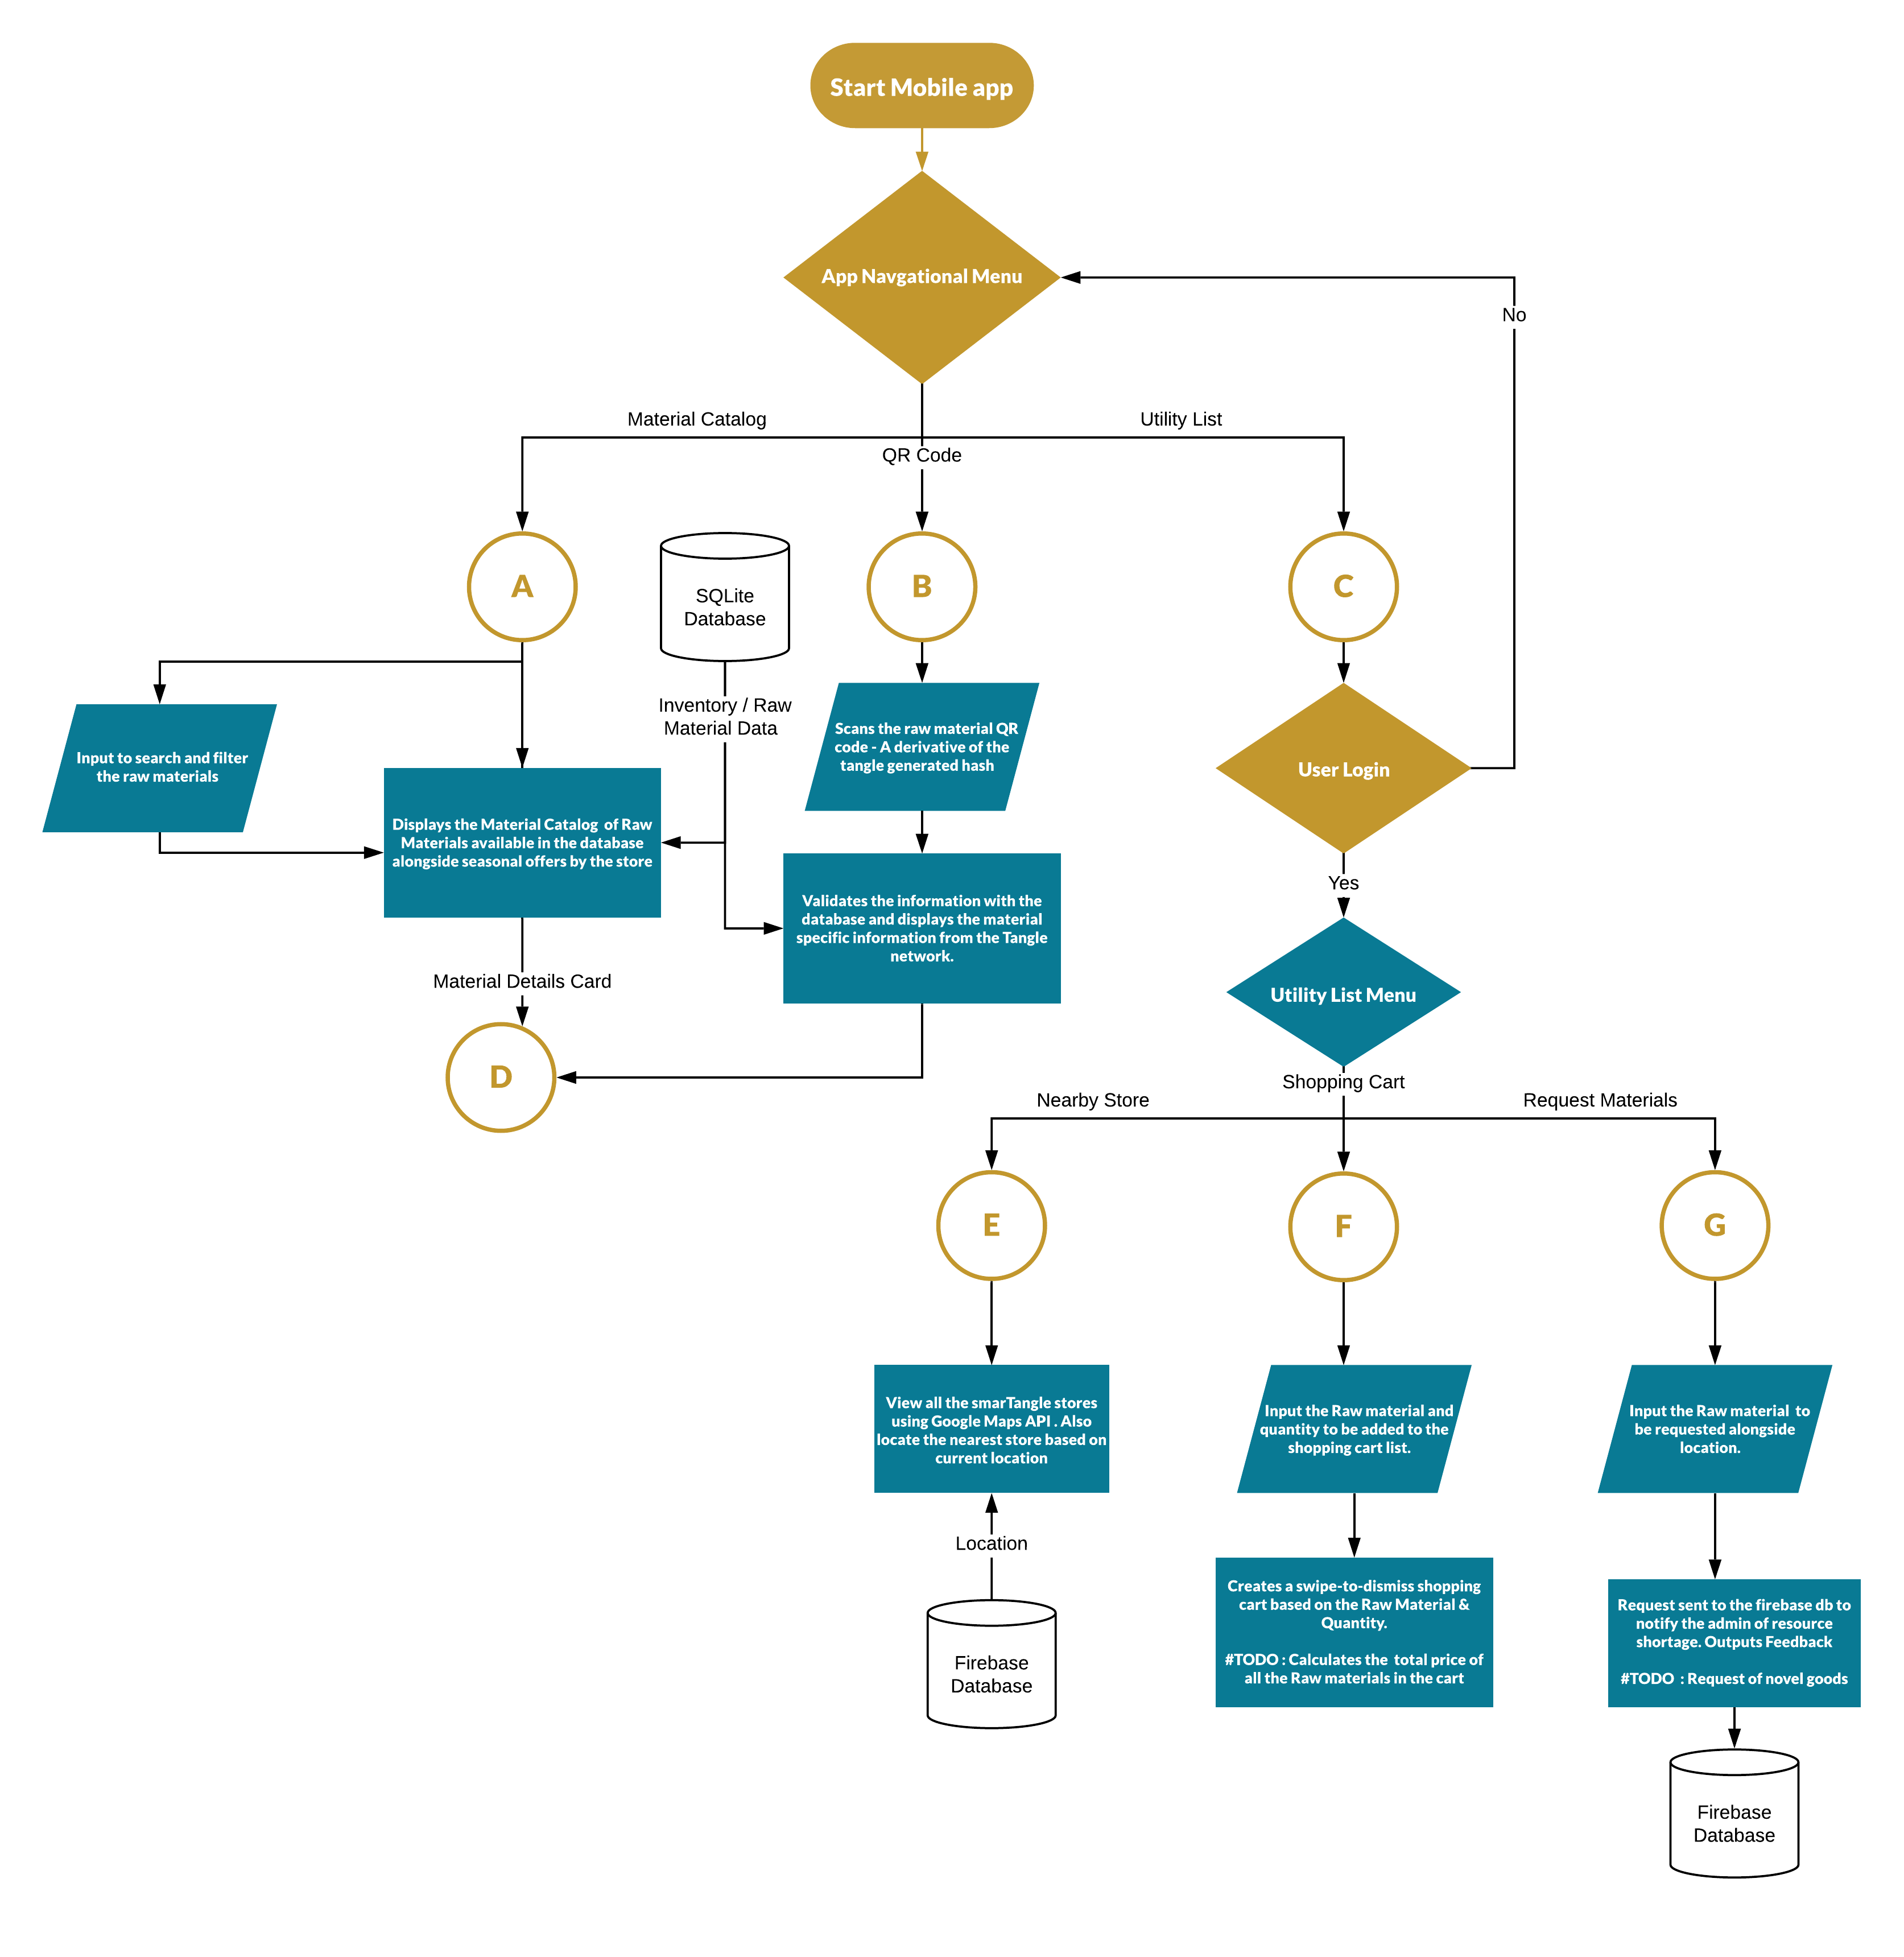 Start Mobile app
App Navgational Menu
No
Material Catalog
Utility List
QR Code
A
B
C
SQLite
Database
Inventory / Raw
Material Data
Input to search and filter
the raw materials
Scans the raw material QR
code - A derivative of the
tangle generated hash
User Login
Displays the Material Catalog of Raw
Materials available in the database
alongside seasonal offers by the store
Validates the information with the
database and displays the material
specific information from the Tangle
network.
Yes
Material Details Card
Utility List Menu
D
Shopping Cart
Nearby Store
Request Materials
E
F
G
View all the smarTangle stores
using Google Maps API . Also
locate the nearest store based on
current location
Input the Raw material and
quantity to be added to the
shopping cart list.
Input the Raw material to
be requested alongside
location.
Location
Firebase
Database
Creates a swipe-to-dismiss shopping
cart based on the Raw Material &
Quantity.
#TODO : Calculates the total price of
all the Raw materials in the cart
Request sent to the firebase db to
notify the admin of resource
shortage. Outputs Feedback
#TODO : Request of novel goods
Firebase
Database